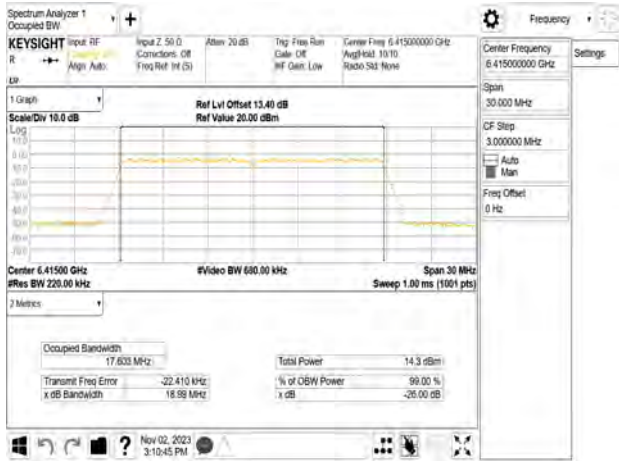 Spectrum Analyzer 1
Occupied BW
+
Frequency
KEYSIGHT
R
Input: RF
Align: Auto
Input Z: 50 Ω
Corrections: Off
Freq Ref: Int (S)
Atten: 20 dB
Trig: Free Run
Gate: Off
#IF Gain: Low
Center Freq: 6.415000000 GHz
Avg|Hold: 10/10
Radio Std: None
Center Frequency
6.415000000 GHz
Settings
Span
30.000 MHz
CF Step
3.000000 MHz
Auto
Man
Freq Offset
0 Hz
1 Graph
Scale/Div 10.0 dB
Ref Lvl Offset 13.40 dB
Ref Value 20.00 dBm
Log
Center 6.41500 GHz
#Res BW 220.00 kHz
#Video BW 680.00 kHz
Span 30 MHz
Sweep 1.00 ms (1001 pts)
2 Metrics
Occupied Bandwidth
17.603 MHz
Total Power
14.3 dBm
Transmit Freq Error
-22.410 kHz
% of OBW Power
99.00 %
x dB Bandwidth
18.98 MHz
x dB
-26.00 dB
?
Nov 02, 2023
3:10:45 PM